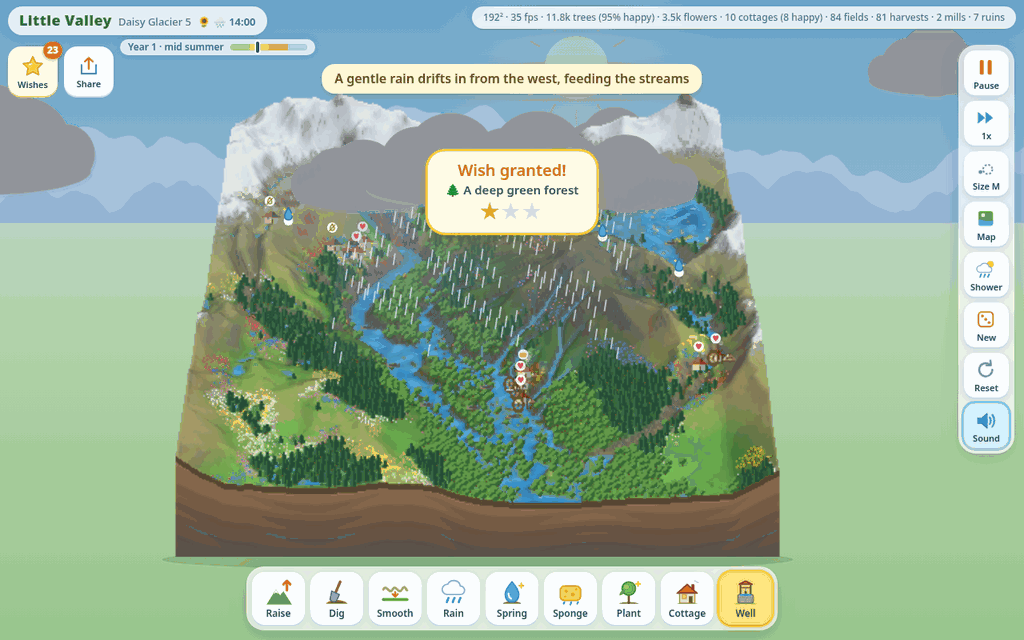 Little Valley Daisy Glacier 5 14:00
192² · 35 fps · 11.8k trees (95% happy) · 3.5k flowers · 10 cottages (8 happy) · 84 fields · 81 harvests · 2 mills · 7 ruins
Year 1 · mid summer
23
Wishes
Share
A gentle rain drifts in from the west, feeding the streams
Wish granted!
A deep green forest
Pause
1x
Size M
Map
Shower
New
Reset
Sound
Raise
Dig
Smooth
Rain
Spring
Sponge
Plant
Cottage
Well